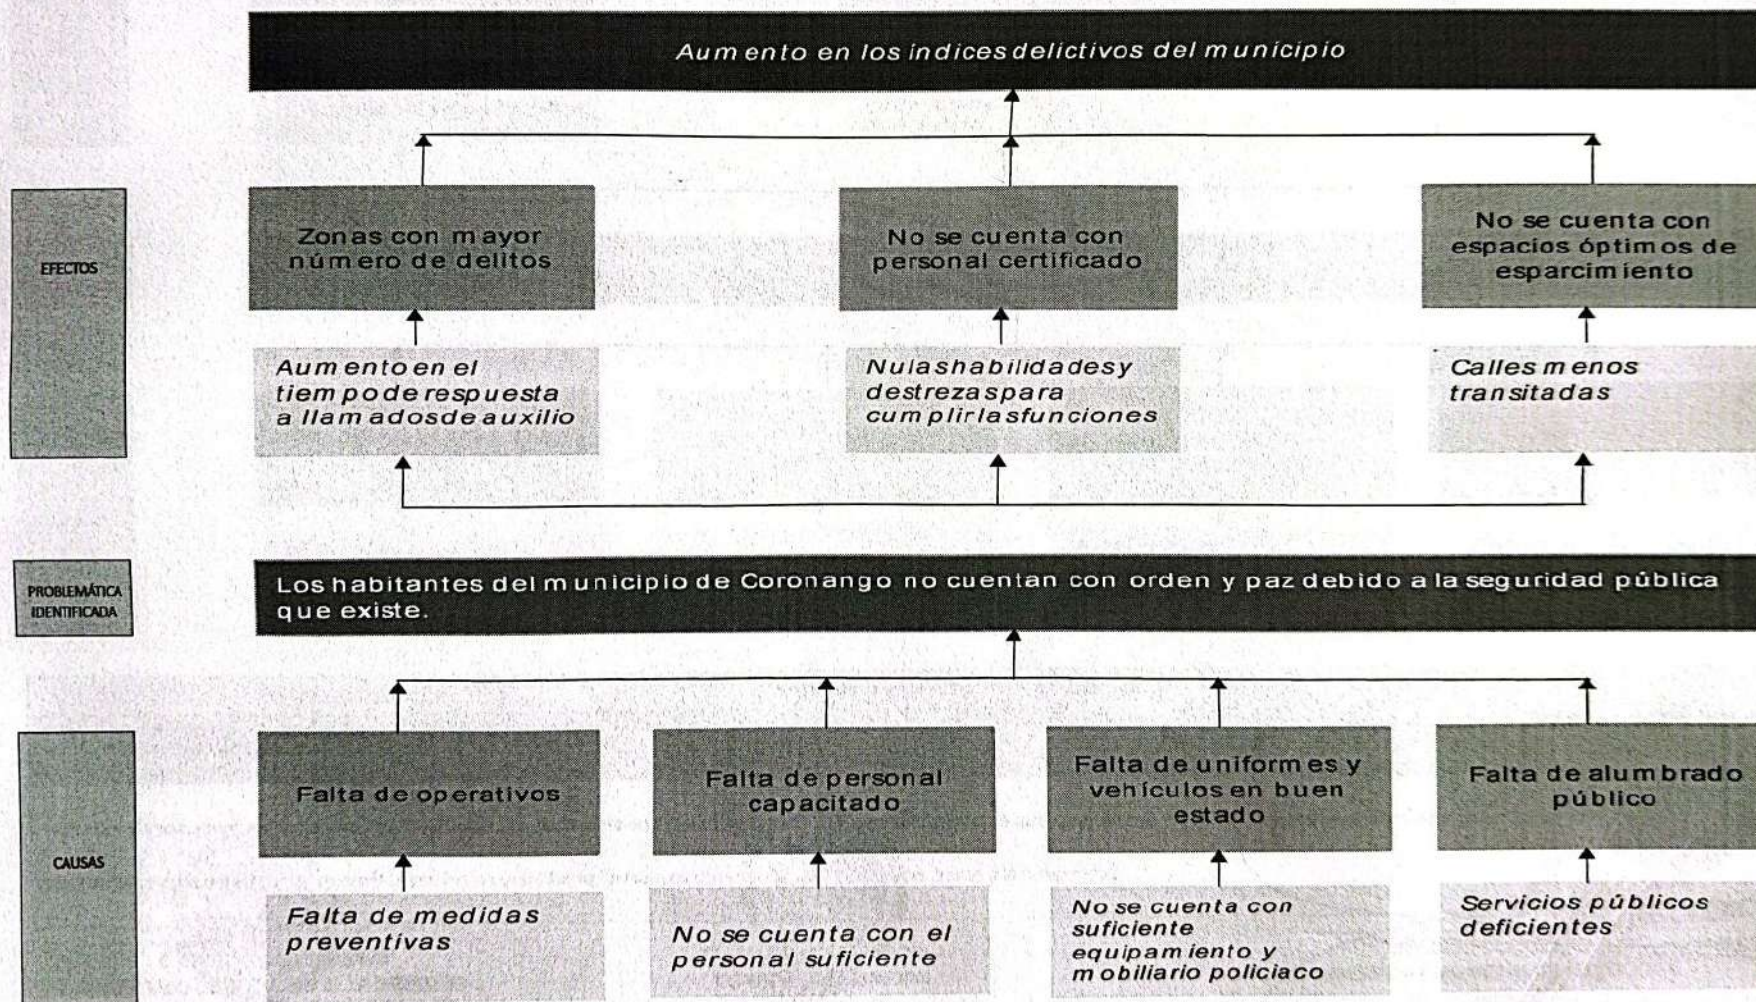 Aumento en los índices delictivos del municipio
EFECTOS
Zonas con mayor
número de delitos
No se cuenta con
personal certificado
No se cuenta con
espacios óptimos de
esparcimiento
Aumento en el
tiempo de respuesta
a llamados de auxilio
Nulas habilidades y
destrezas para
cumplir las funciones
Calles menos
transitadas
PROBLEMÁTICA
IDENTIFICADA
Los habitantes del municipio de Coronango no cuentan con orden y paz debido a la seguridad pública
que existe.
CAUSAS
Falta de operativos
Falta de personal
capacitado
Falta de uniformes y
vehículos en buen
estado
Falta de alumbrado
público
Falta de medidas
preventivas
No se cuenta con el
personal suficiente
No se cuenta con
suficiente
equipamiento y
mobiliario policiaco
Servicios públicos
deficientes